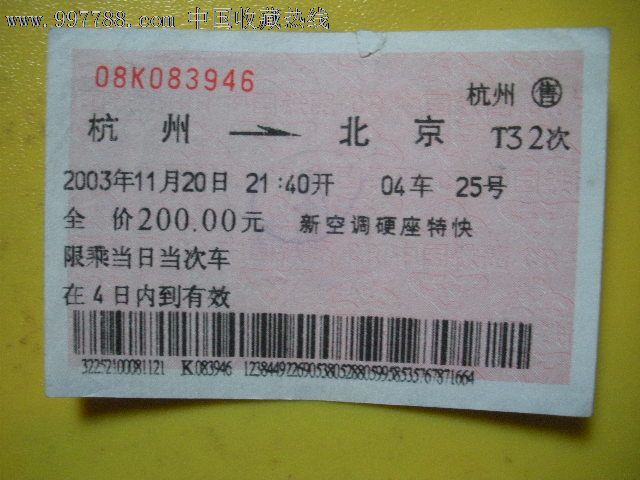 www.997788.com 中国收藏热线
08K083946
杭州 售
杭州 → 北京 T32次
2003年11月20日 21:40开 04车 25号
全价200.00元 新空调硬座特快
限乘当日当次车
在4日内到有效
32252100081121 K083946 12384492269053805288059958535767871664